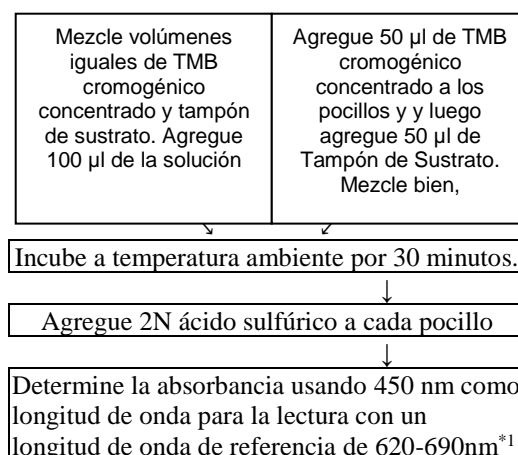 Mezcle volúmenes
iguales de TMB
cromogénico
concentrado y tampón
de sustrato. Agregue
100 µl de la solución
Agregue 50 µl de TMB
cromogénico
concentrado a los
pocillos y y luego
agregue 50 µl de
Tampón de Sustrato.
Mezcle bien,
Incube a temperatura ambiente por 30 minutos.
Agregue 2N ácido sulfúrico a cada pocillo
Determine la absorbancia usando 450 nm como
longitud de onda para la lectura con un
longitud de onda de referencia de 620-690nm*1